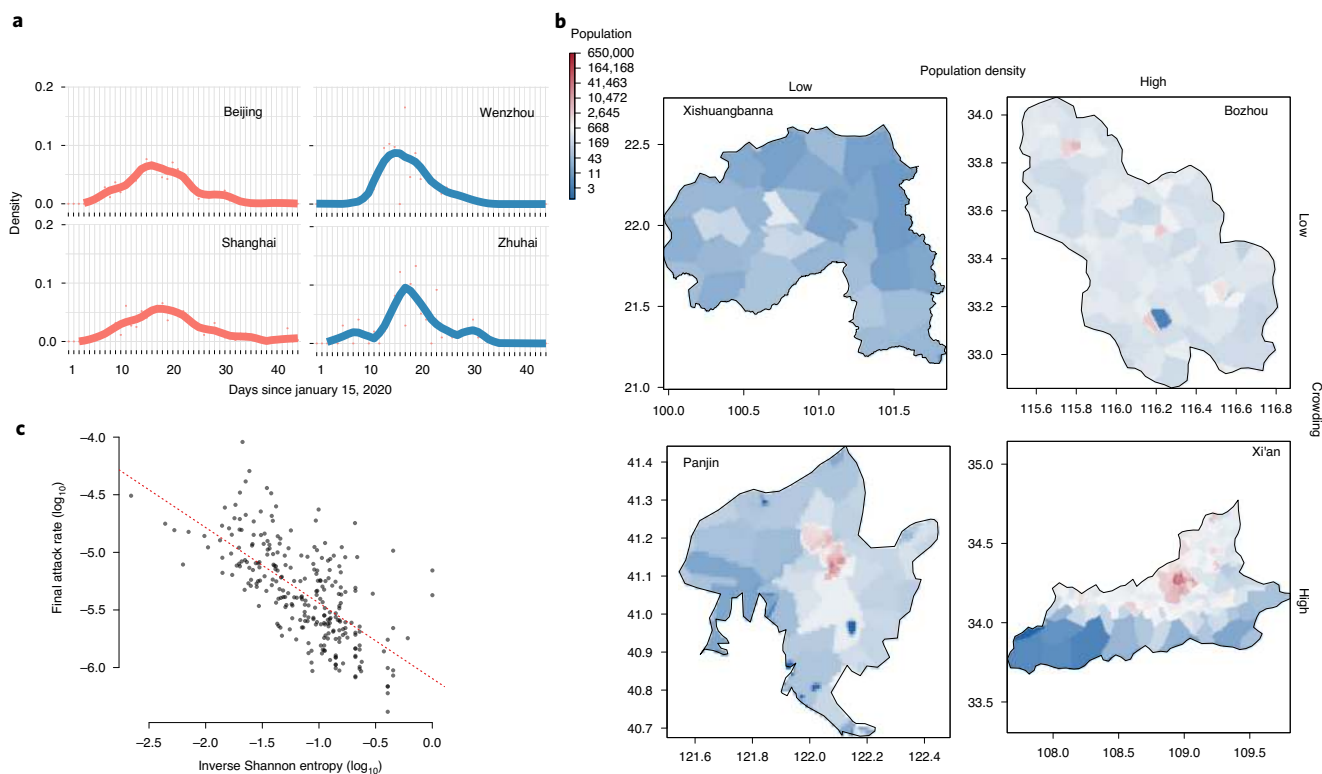 a
0.2
Beijing
Wenzhou
0.1
0.0
Density
0.2
Shanghai
Zhuhai
0.1
0.0
1 10 20 30 40 1 10 20 30 40
Days since january 15, 2020
b
Population
650,000
164,168
41,463
10,472
2,645
668
169
43
11
3
Population density
Low
High
Xishuangbanna
22.5
22.0
21.5
21.0
100.0 100.5 101.0 101.5
Bozhou
34.0
33.8
33.6
33.4
33.2
33.0
115.6 115.8 116.0 116.2 116.4 116.6 116.8
Low
Crowding
High
Panjin
41.4
41.3
41.2
41.1
41.0
40.9
40.8
40.7
121.6 121.8 122.0 122.2 122.4
Xi'an
35.0
34.5
34.0
33.5
108.0 108.5 109.0 109.5
c
−4.0
−4.5
−5.0
−5.5
−6.0
Final attack rate (log10)
−2.5 −2.0 −1.5 −1.0 −0.5 0.0
Inverse Shannon entropy (log10)